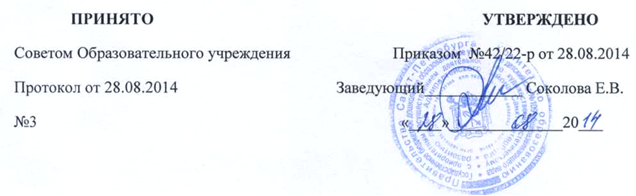 ПРИНЯТО УТВЕРЖДЕНО
Советом Образовательного учреждения Приказом №42/22-р от 28.08.2014
Протокол от 28.08.2014 Заведующий ____________ Соколова Е.В.
№3 « 28 » 08 2014